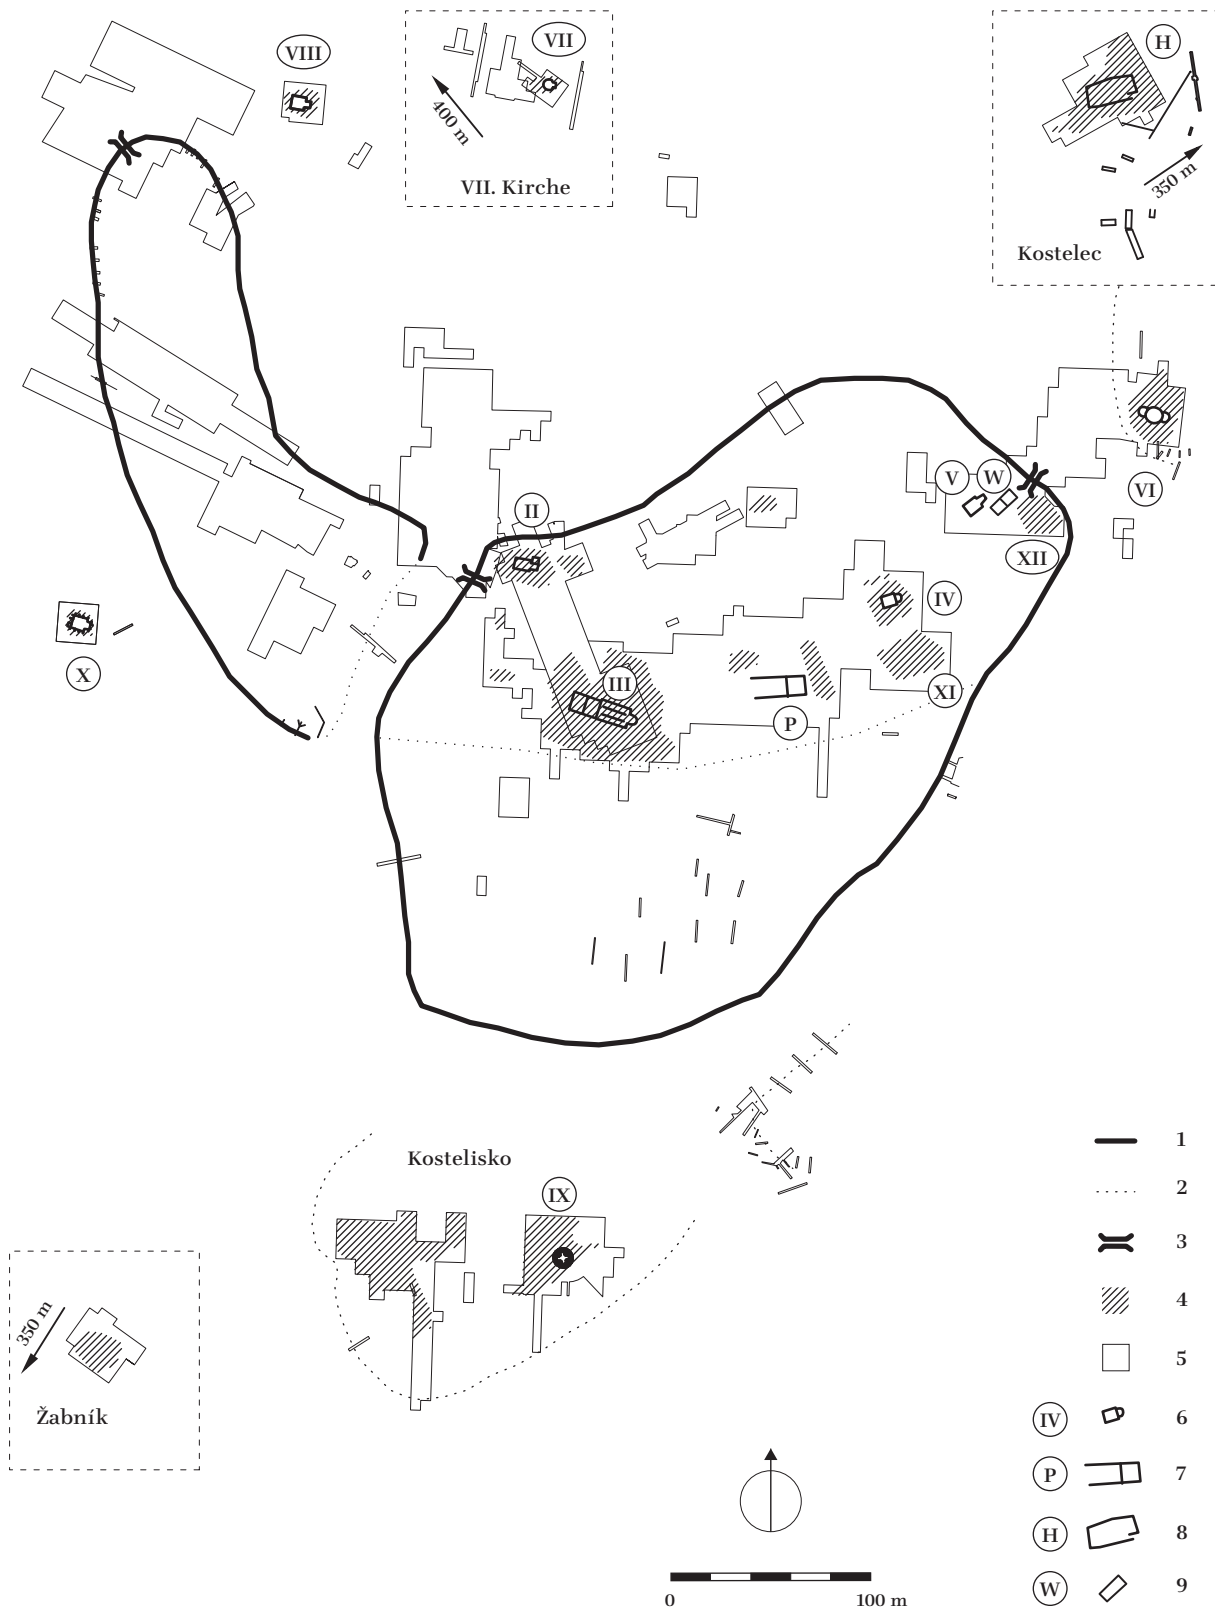 VIII
VII
400 m
VII. Kirche
H
350 m
Kostelec
II
V
W
VI
XII
IV
X
III
XI
P
Kostelisko
IX
350 m
Žabník
1
2
3
4
5
IV 6
P 7
H 8
W 9
0 100 m